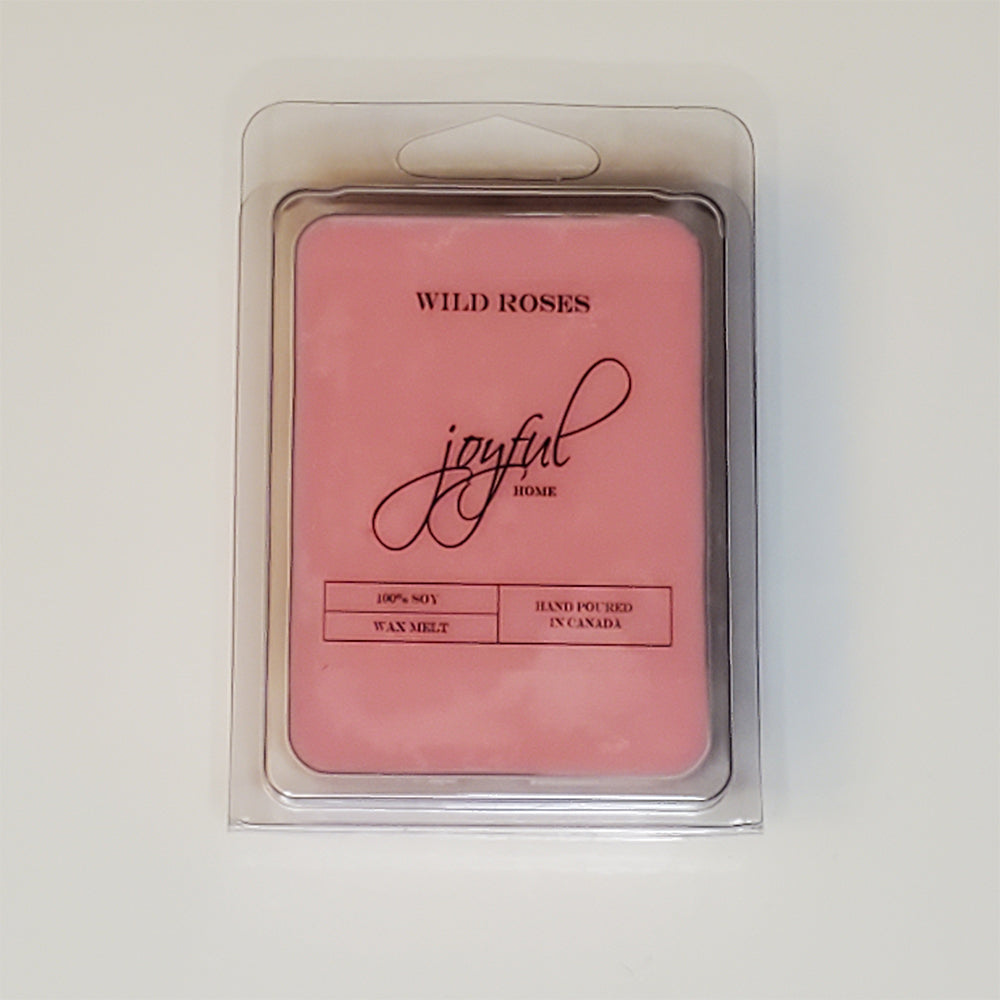 WILD ROSES
joyful
HOME
100% SOY
WAX MELT
HAND POURED
IN CANADA